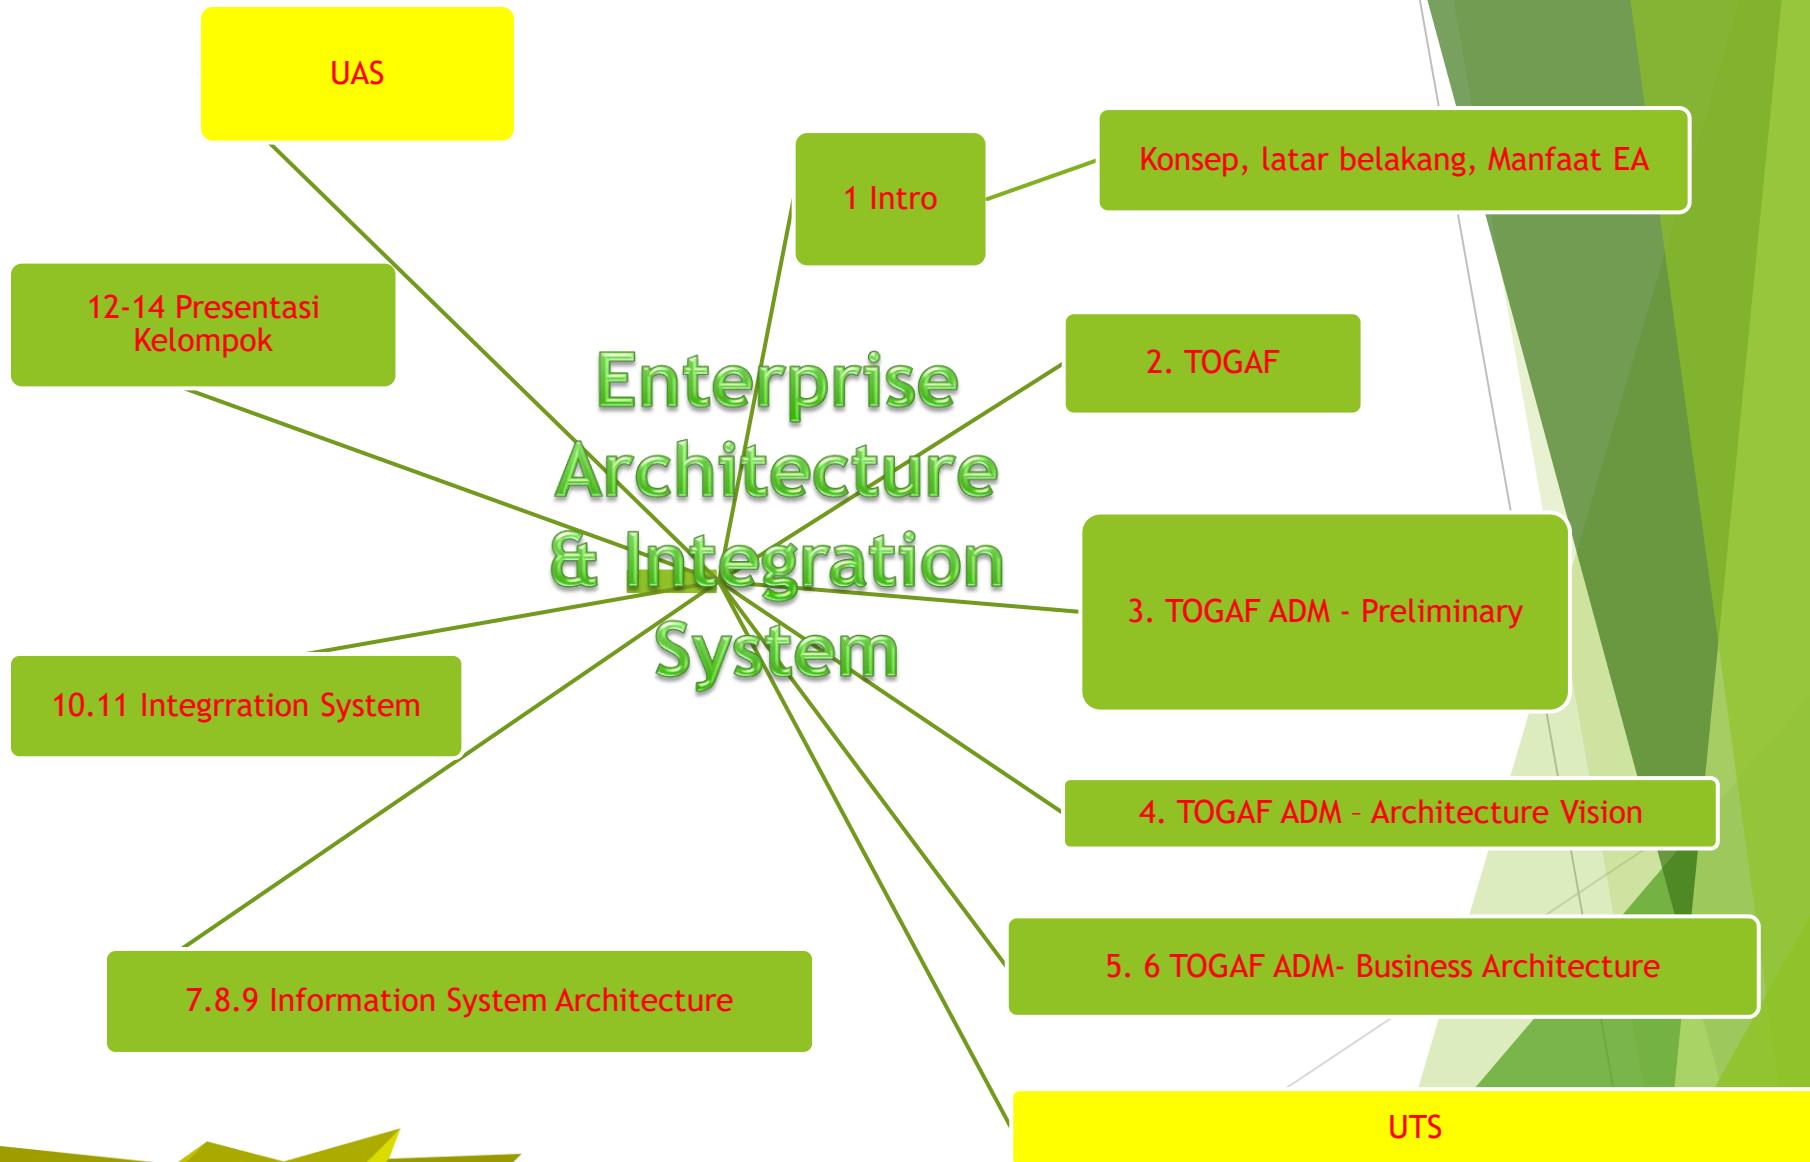 Enterprise
Architecture
& Integration
System
1 Intro
Konsep, latar belakang, Manfaat EA
2. TOGAF
3. TOGAF ADM - Preliminary
4. TOGAF ADM – Architecture Vision
5. 6 TOGAF ADM- Business Architecture
UTS
7.8.9 Information System Architecture
10.11 Integrration System
12-14 Presentasi
Kelompok
UAS